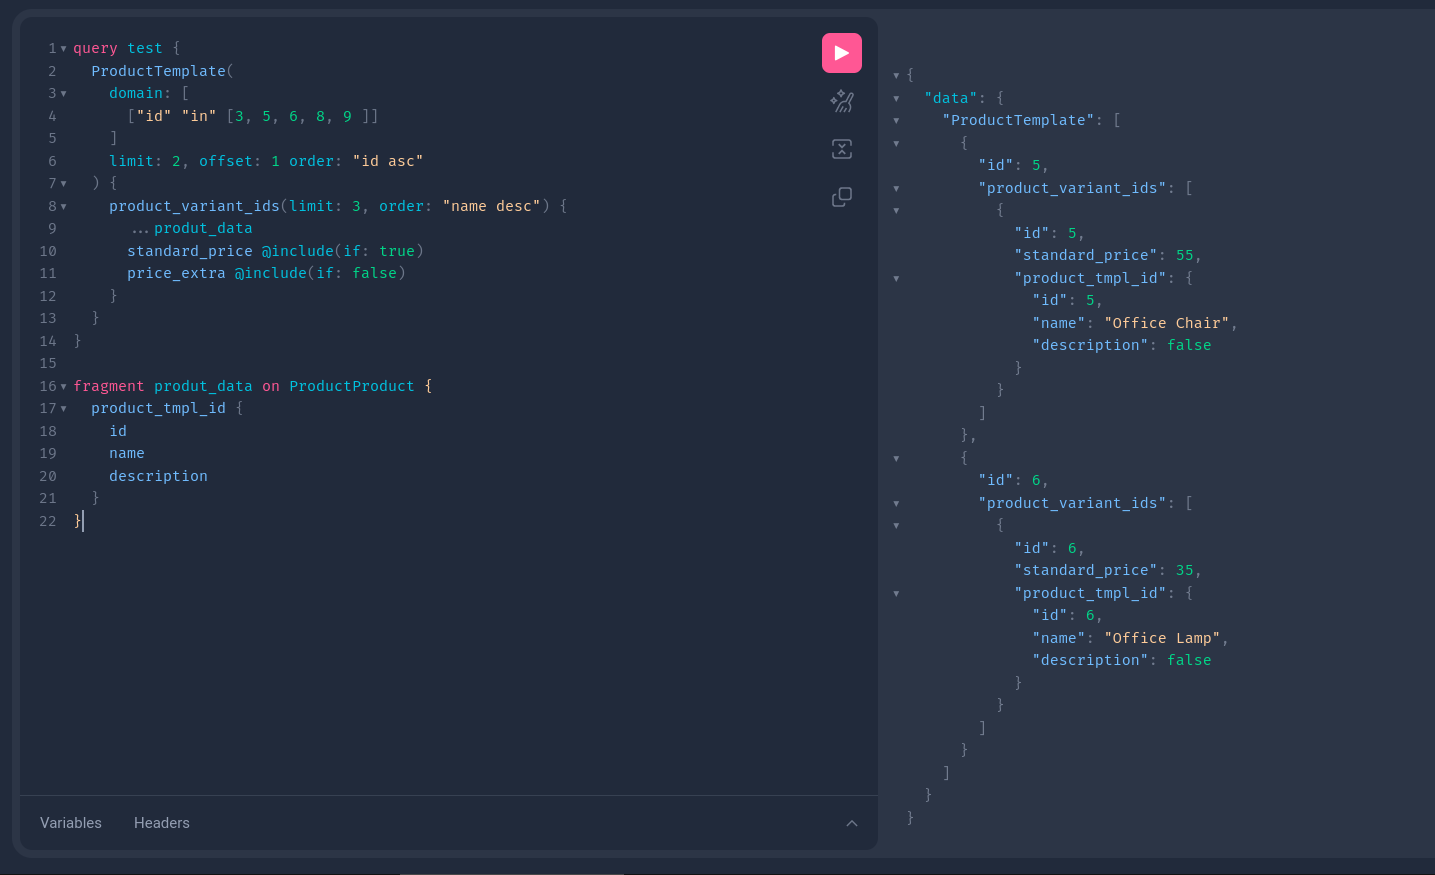 1 query test {
2   ProductTemplate(
3     domain: [
4       ["id" "in" [3, 5, 6, 8, 9 ]]
5     ]
6     limit: 2, offset: 1 order: "id asc"
7   ) {
8     product_variant_ids(limit: 3, order: "name desc") {
9       ... produt_data
10       standard_price @include(if: true)
11       price_extra @include(if: false)
12     }
13   }
14 }
15
16 fragment produt_data on ProductProduct {
17   product_tmpl_id {
18     id
19     name
20     description
21   }
22 }
Variables Headers
{
  "data": {
    "ProductTemplate": [
      {
        "id": 5,
        "product_variant_ids": [
          {
            "id": 5,
            "standard_price": 55,
            "product_tmpl_id": {
              "id": 5,
              "name": "Office Chair",
              "description": false
            }
          }
        ]
      },
      {
        "id": 6,
        "product_variant_ids": [
          {
            "id": 6,
            "standard_price": 35,
            "product_tmpl_id": {
              "id": 6,
              "name": "Office Lamp",
              "description": false
            }
          }
        ]
      }
    ]
  }
}